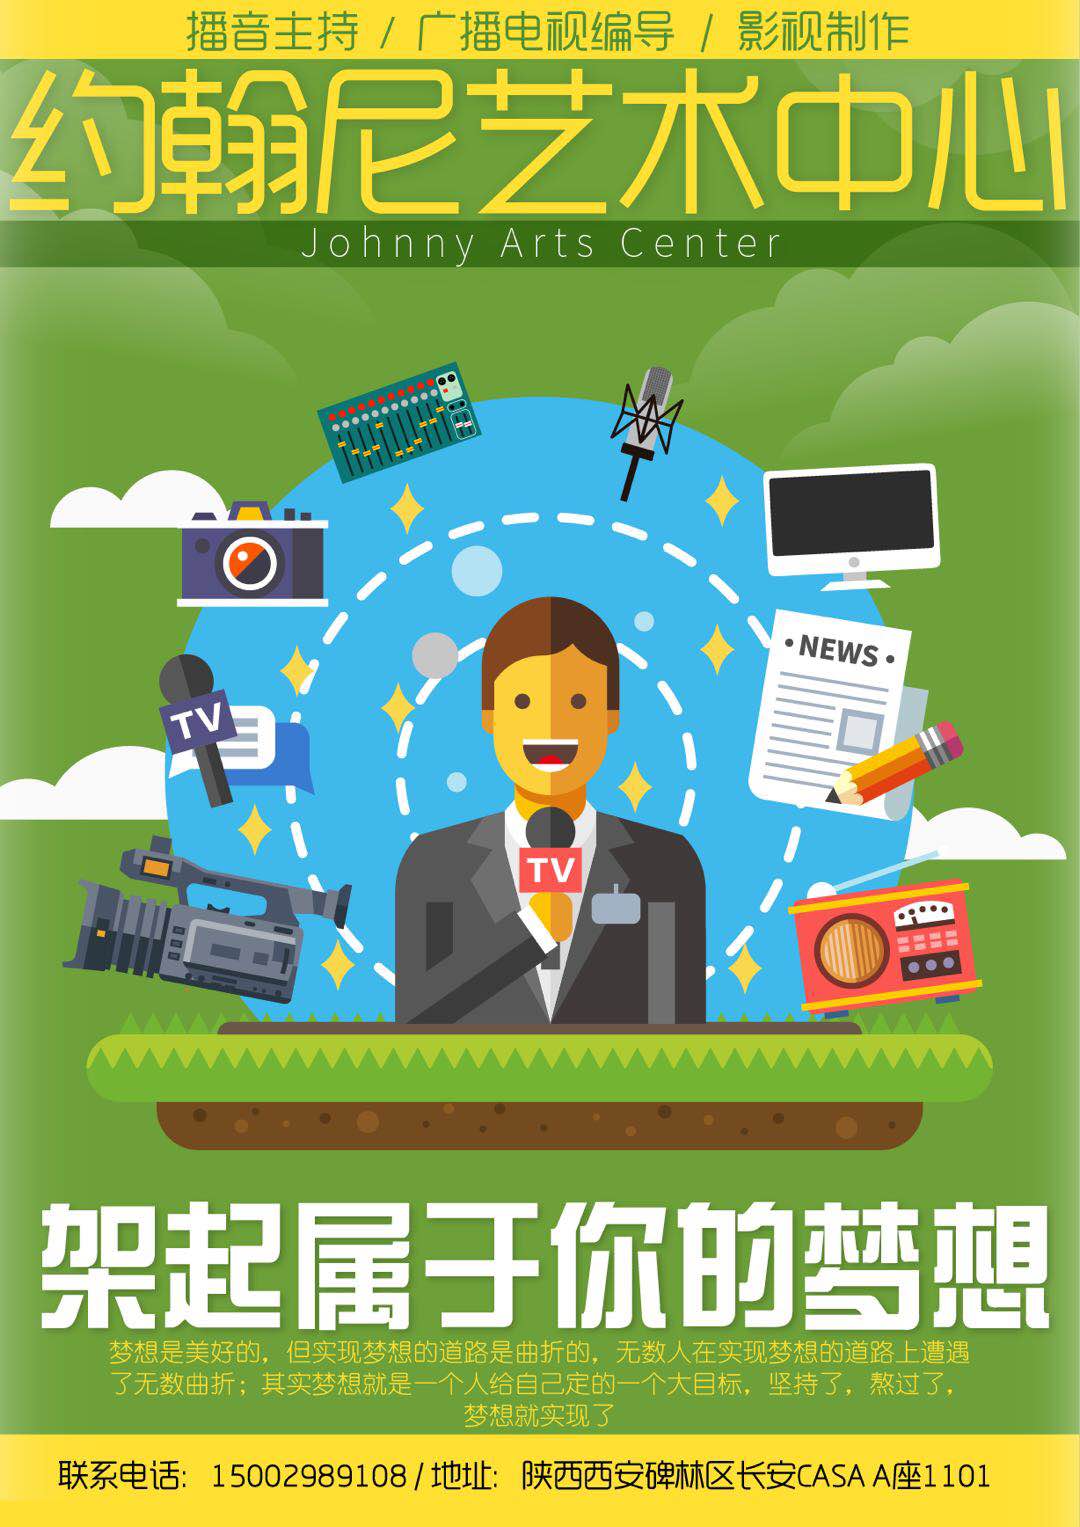 播音主持 / 广播电视编导 / 影视制作
约翰尼艺术中心
Johnny Arts Center
NEWS
TV
TV
架起属于你的梦想
梦想是美好的，但实现梦想的道路是曲折的，无数人在实现梦想的道路上遭遇
了无数曲折；其实梦想就是一个人给自己定的一个大目标，坚持了，熬过了，
梦想就实现了
联系电话：15002989108 / 地址：陕西西安碑林区长安CASA A座1101